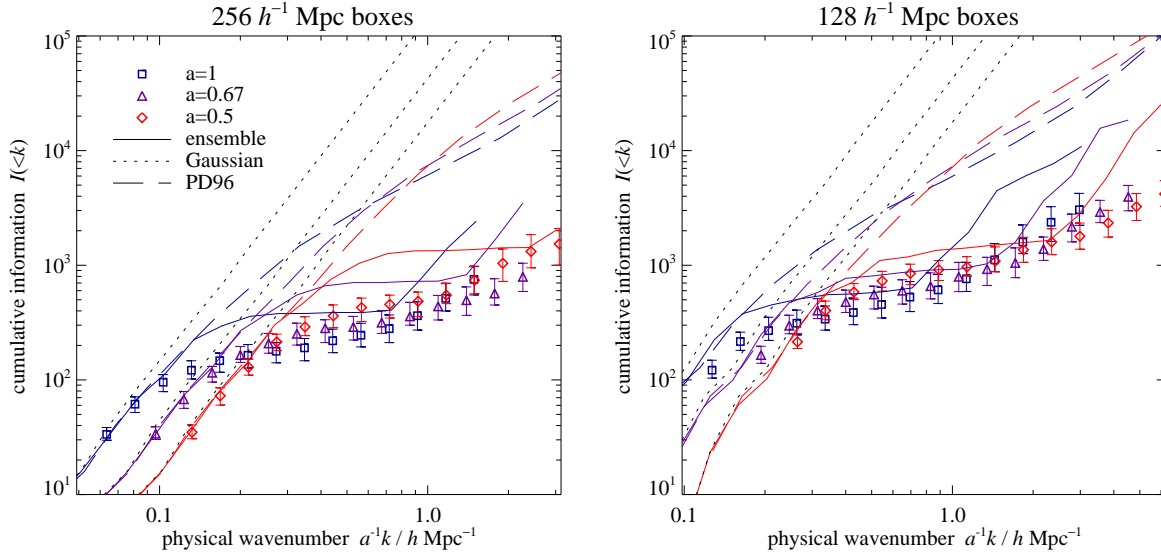 256 h⁻¹ Mpc boxes
10⁵
10⁴
10³
10²
10¹
cumulative information I(<k)
a=1
a=0.67
a=0.5
ensemble
Gaussian
PD96
0.1
1.0
physical wavenumber a⁻¹k / h Mpc⁻¹
128 h⁻¹ Mpc boxes
10⁵
10⁴
10³
10²
10¹
cumulative information I(<k)
0.1
1.0
physical wavenumber a⁻¹k / h Mpc⁻¹